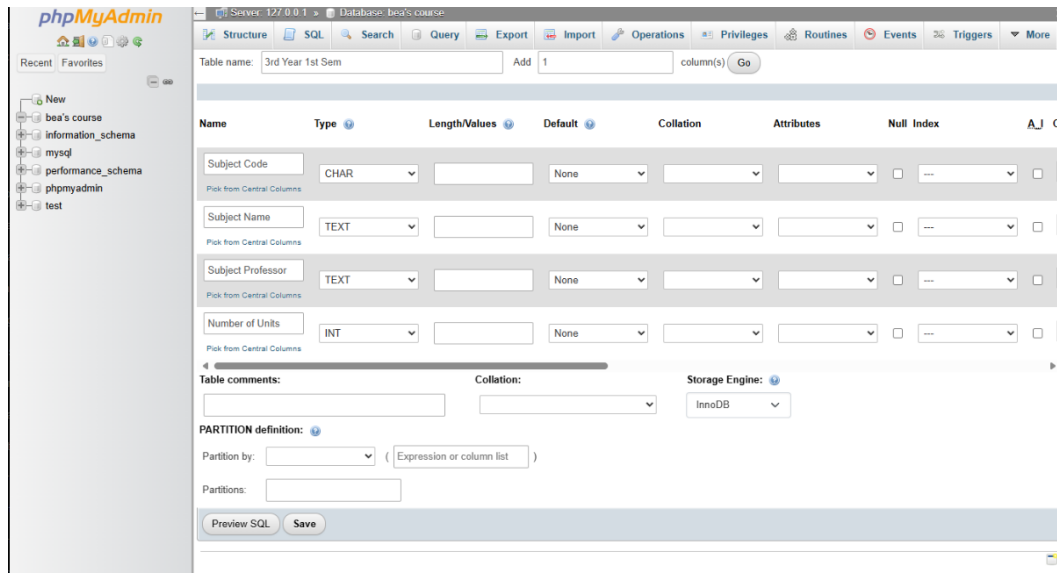 phpMyAdmin
Recent Favorites
New
bea's course
information_schema
mysql
performance_schema
phpmyadmin
test
Server: 127.0.0.1 » Database: bea's course
Structure SQL Search Query Export Import Operations Privileges Routines Events Triggers More
Table name: 3rd Year 1st Sem Add 1 column(s) Go
Name Type Length/Values Default Collation Attributes Null Index A_I
Subject Code CHAR None ---
Pick from Central Columns
Subject Name TEXT None ---
Pick from Central Columns
Subject Professor TEXT None ---
Pick from Central Columns
Number of Units INT None ---
Pick from Central Columns
Table comments: Collation: Storage Engine:
InnoDB
PARTITION definition:
Partition by: ( Expression or column list )
Partitions:
Preview SQL Save